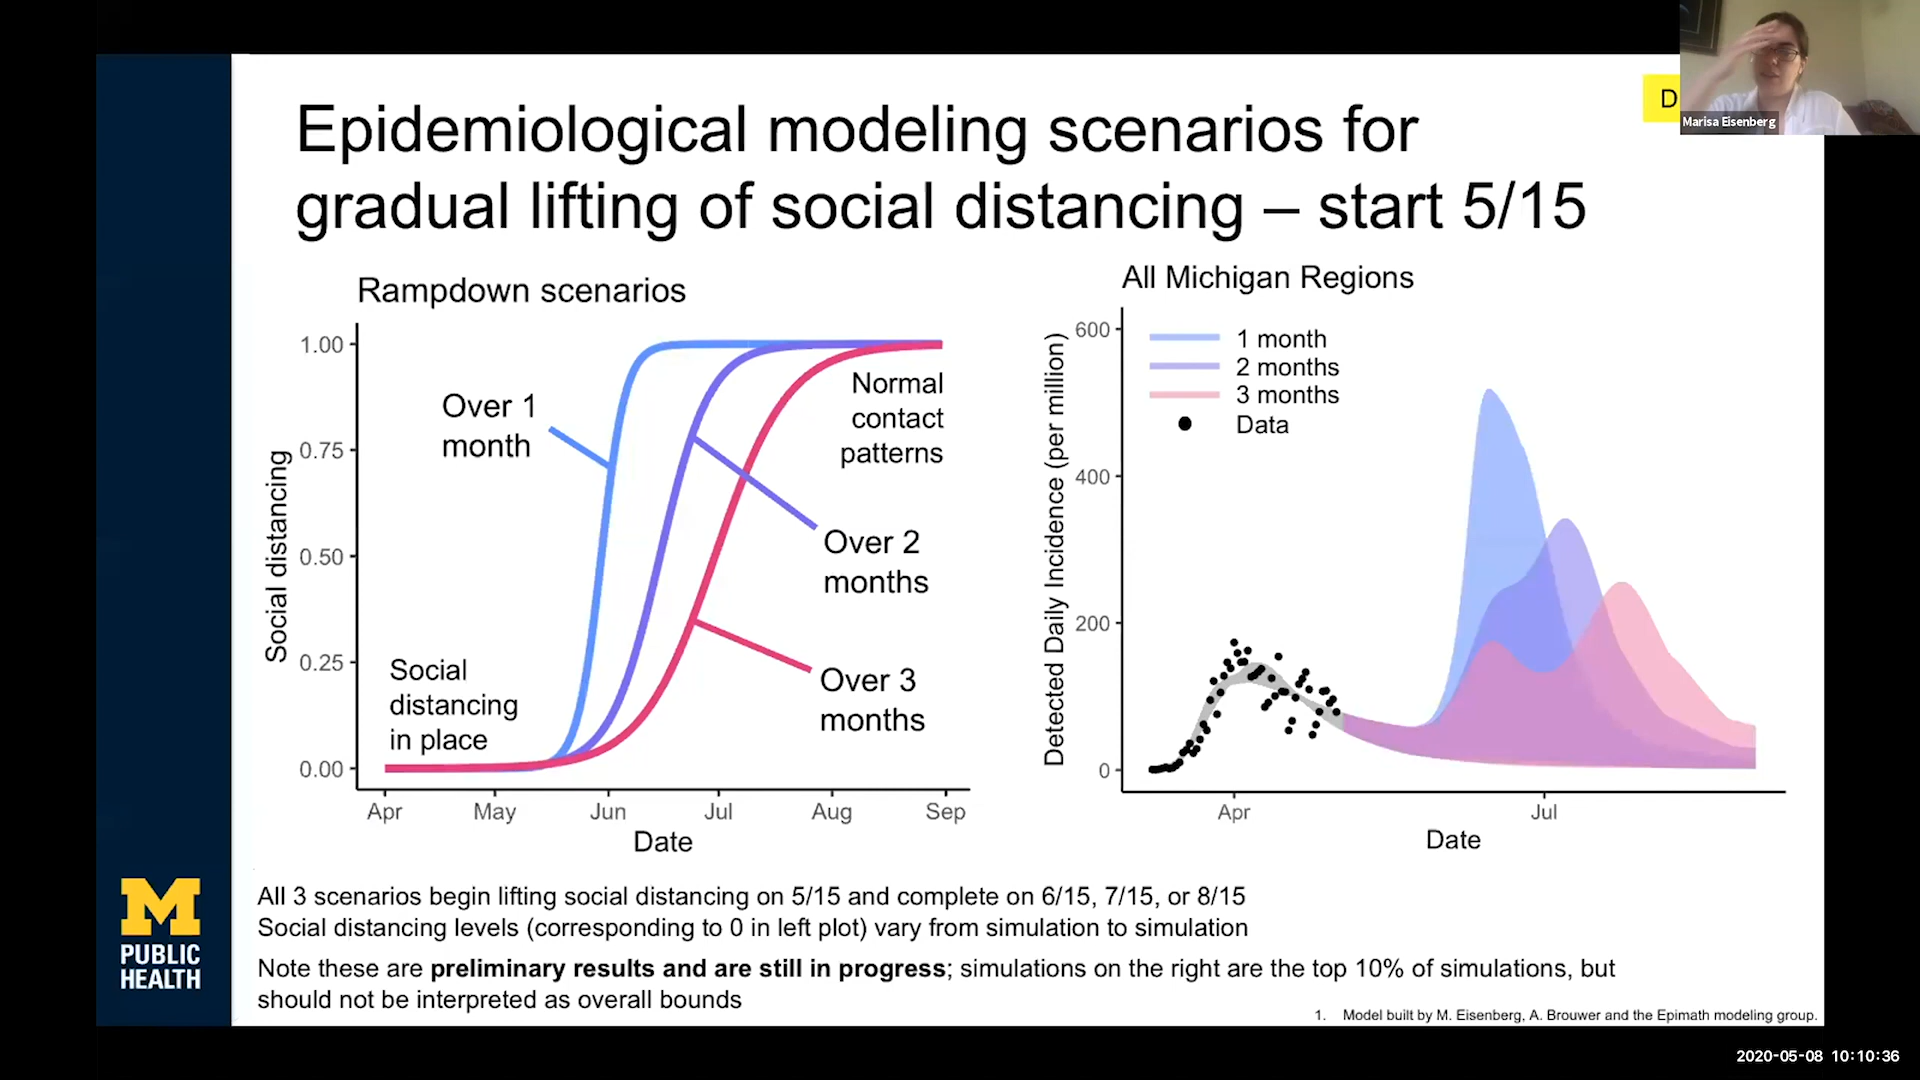 Epidemiological modeling scenarios for
gradual lifting of social distancing – start 5/15
D
Marisa Eisenberg
Rampdown scenarios
Social distancing
1.00
0.75
0.50
0.25
0.00
Over 1
month
Normal
contact
patterns
Over 2
months
Over 3
months
Social
distancing
in place
Apr
May
Jun
Jul
Aug
Sep
Date
All Michigan Regions
Detected Daily Incidence (per million)
600
400
200
0
1 month
2 months
3 months
Data
Apr
Jul
Date
All 3 scenarios begin lifting social distancing on 5/15 and complete on 6/15, 7/15, or 8/15
Social distancing levels (corresponding to 0 in left plot) vary from simulation to simulation
Note these are preliminary results and are still in progress; simulations on the right are the top 10% of simulations, but
should not be interpreted as overall bounds
1. Model built by M. Eisenberg, A. Brouwer and the Epimath modeling group.
M
PUBLIC
HEALTH
2020-05-08 10:10:36